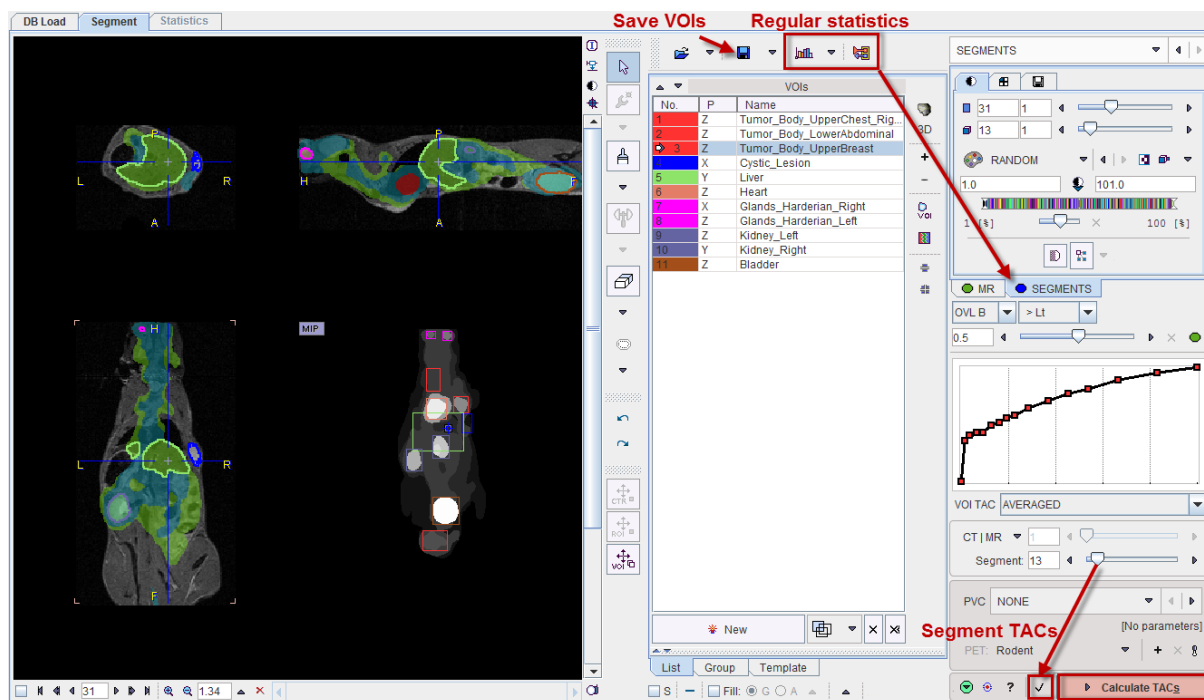 DB Load Segment Statistics
Save VOIs Regular statistics
SEGMENTS
VOIs
No. P Name
1 Z Tumor_Body_UpperChest_Rig...
2 Z Tumor_Body_LowerAbdominal
3 Z Tumor_Body_UpperBreast
4 X Cystic_Lesion
5 Y Liver
6 Z Heart
7 X Glands_Harderian_Right
8 X Glands_Harderian_Left
9 Z Kidney_Left
10 Y Kidney_Right
11 Z Bladder
3D
VOI
31 1
13 1
RANDOM
1.0 101.0
1 [%] 100 [%]
MR SEGMENTS
OVL B > Lt
0.5
VOI TAC AVERAGED
CT | MR 1
Segment: 13
PVC NONE
[No parameters]
PET: Rodent
Segment TACs
? Calculate TACs
P
L R
A
P
H F
A
H
L R
F
MIP
CTR
ROI
VOI
New
List Group Template
31 1.34
S Fill: G A